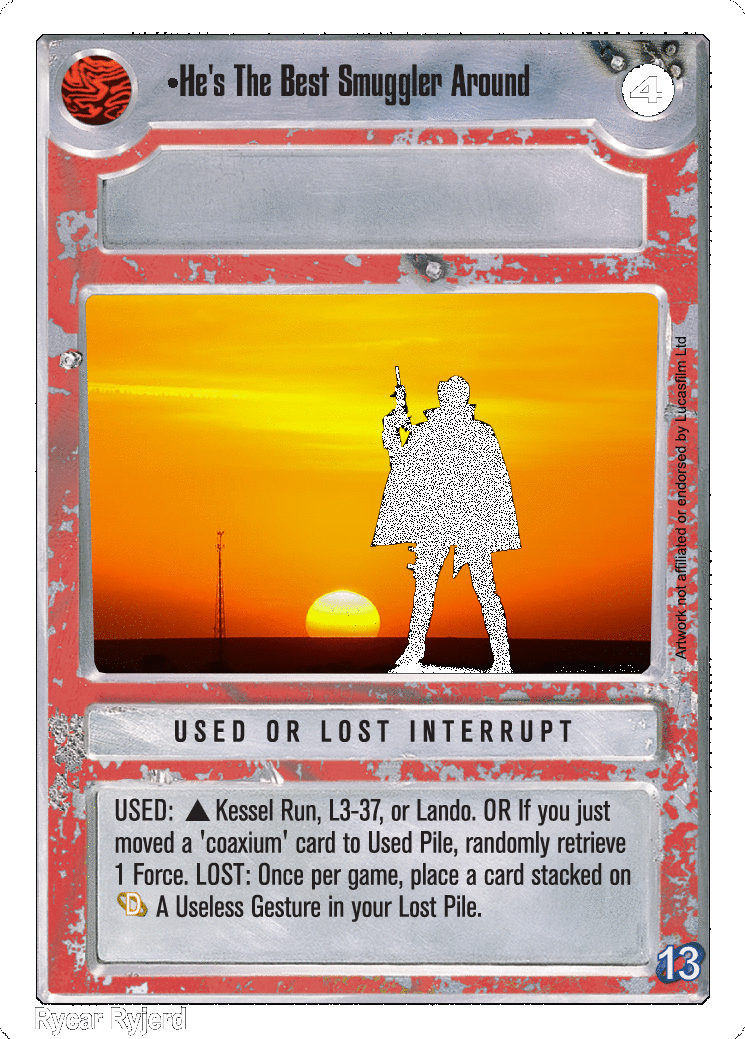 •He's The Best Smuggler Around
4
Artwork not affiliated or endorsed by Lucasfilm Ltd
USED OR LOST INTERRUPT
USED: ▲ Kessel Run, L3-37, or Lando. OR If you just
moved a 'coaxium' card to Used Pile, randomly retrieve
1 Force. LOST: Once per game, place a card stacked on
D A Useless Gesture in your Lost Pile.
13
Rycar Ryjerd